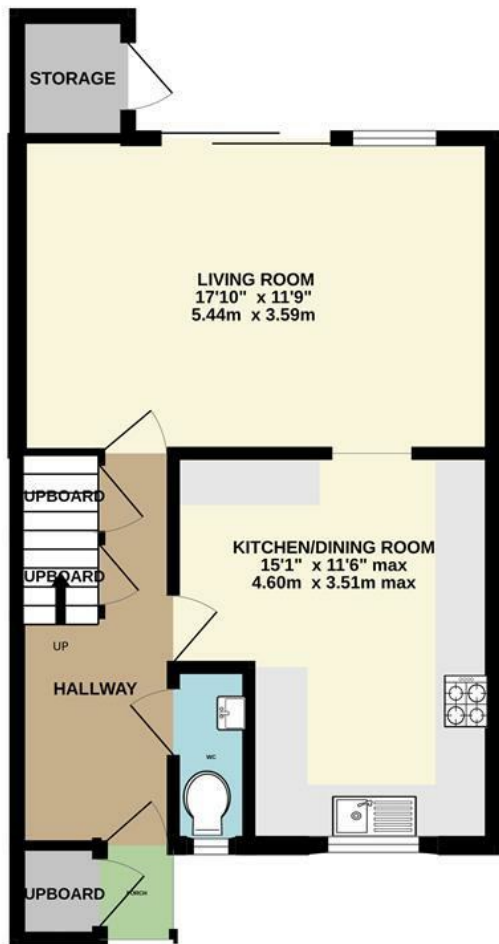 STORAGE
LIVING ROOM
17'10" x 11'9"
5.44m x 3.59m
UPBOARD
KITCHEN/DINING ROOM
15'1" x 11'6" max
4.60m x 3.51m max
UPBOARD
UP
HALLWAY
WC
UPBOARD
PORCH